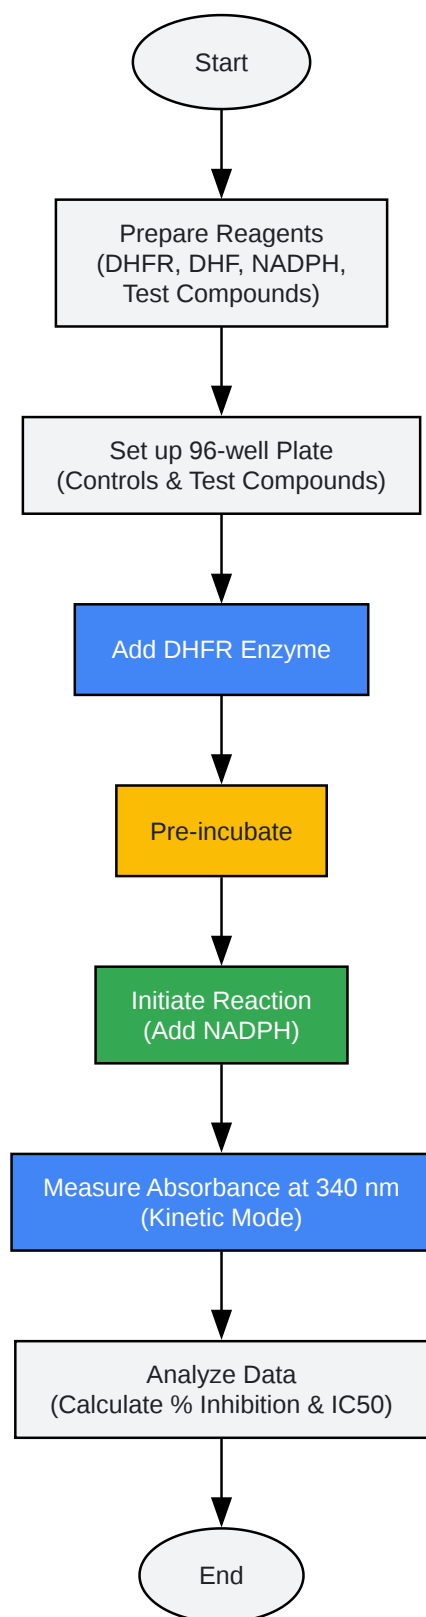 Start
Prepare Reagents
(DHFR, DHF, NADPH,
Test Compounds)
Set up 96-well Plate
(Controls & Test Compounds)
Add DHFR Enzyme
Pre-incubate
Initiate Reaction
(Add NADPH)
Measure Absorbance at 340 nm
(Kinetic Mode)
Analyze Data
(Calculate % Inhibition & IC50)
End